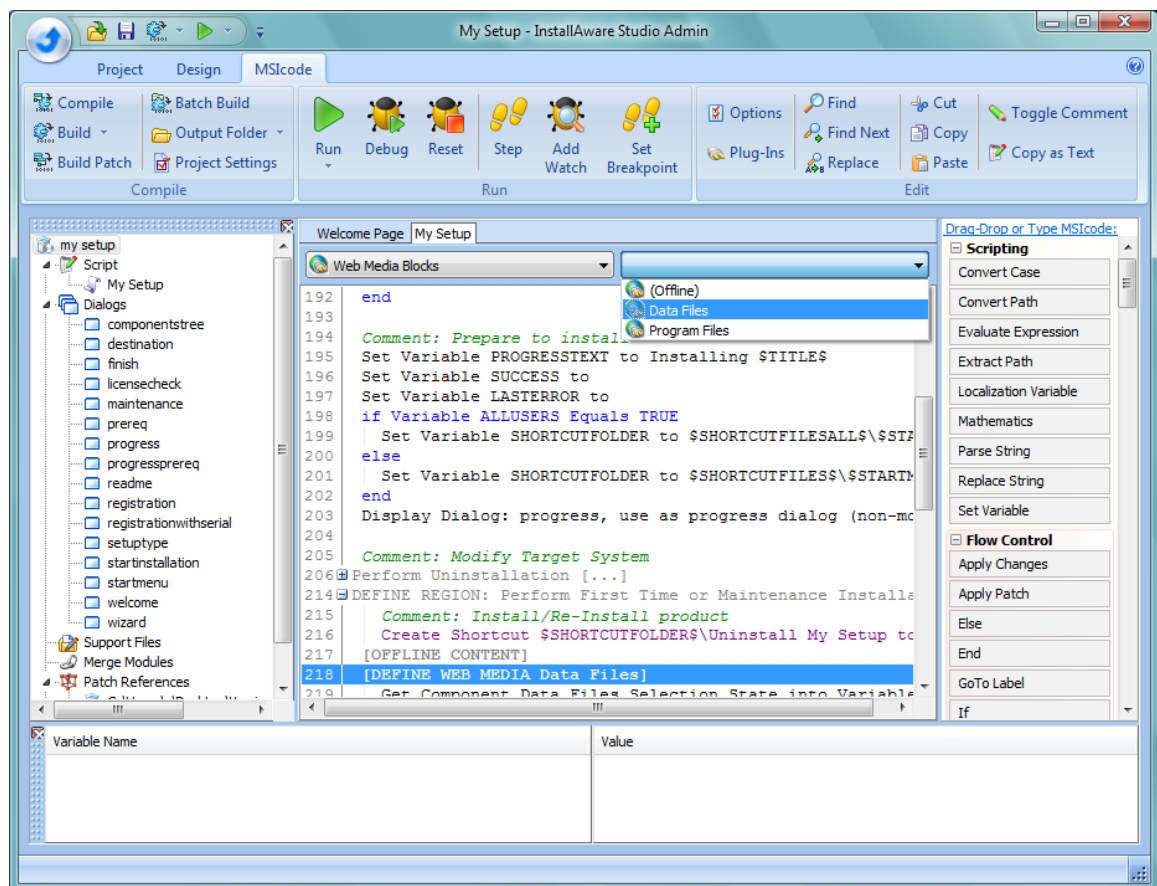 My Setup - InstallAware Studio Admin
Project Design MSIcode
Compile
Build
Build Patch
Batch Build
Output Folder
Project Settings
Compile
Run
Debug
Reset
Step
Add Watch
Set Breakpoint
Run
Options
Plug-Ins
Find
Find Next
Replace
Cut
Copy
Paste
Toggle Comment
Copy as Text
Edit
my setup
Script
My Setup
Dialogs
componentstree
destination
finish
licensecheck
maintenance
prereq
progress
progressprereq
readme
registration
registrationwithserial
setuptype
startinstallation
startmenu
welcome
wizard
Support Files
Merge Modules
Patch References
Welcome Page My Setup
Web Media Blocks
(Offline)
Data Files
Program Files
192 end
193
194 Comment: Prepare to install
195 Set Variable PROGRESSTEXT to Installing $TITLE$
196 Set Variable SUCCESS to
197 Set Variable LASTERROR to
198 if Variable ALLUSERS Equals TRUE
199 Set Variable SHORTCUTFOLDER to $SHORTCUTFILESALL$\$STA
200 else
201 Set Variable SHORTCUTFOLDER to $SHORTCUTFILES$\$START
202 end
203 Display Dialog: progress, use as progress dialog (non-mo
204
205 Comment: Modify Target System
206 Perform Uninstallation [...]
214 DEFINE REGION: Perform First Time or Maintenance Installa
215 Comment: Install/Re-Install product
216 Create Shortcut $SHORTCUTFOLDER$\Uninstall My Setup to
217 [OFFLINE CONTENT]
218 [DEFINE WEB MEDIA Data Files]
219 Get Component Data Files Selection State into Variable
Drag-Drop or Type MSIcode:
Scripting
Convert Case
Convert Path
Evaluate Expression
Extract Path
Localization Variable
Mathematics
Parse String
Replace String
Set Variable
Flow Control
Apply Changes
Apply Patch
Else
End
GoTo Label
If
Variable Name Value